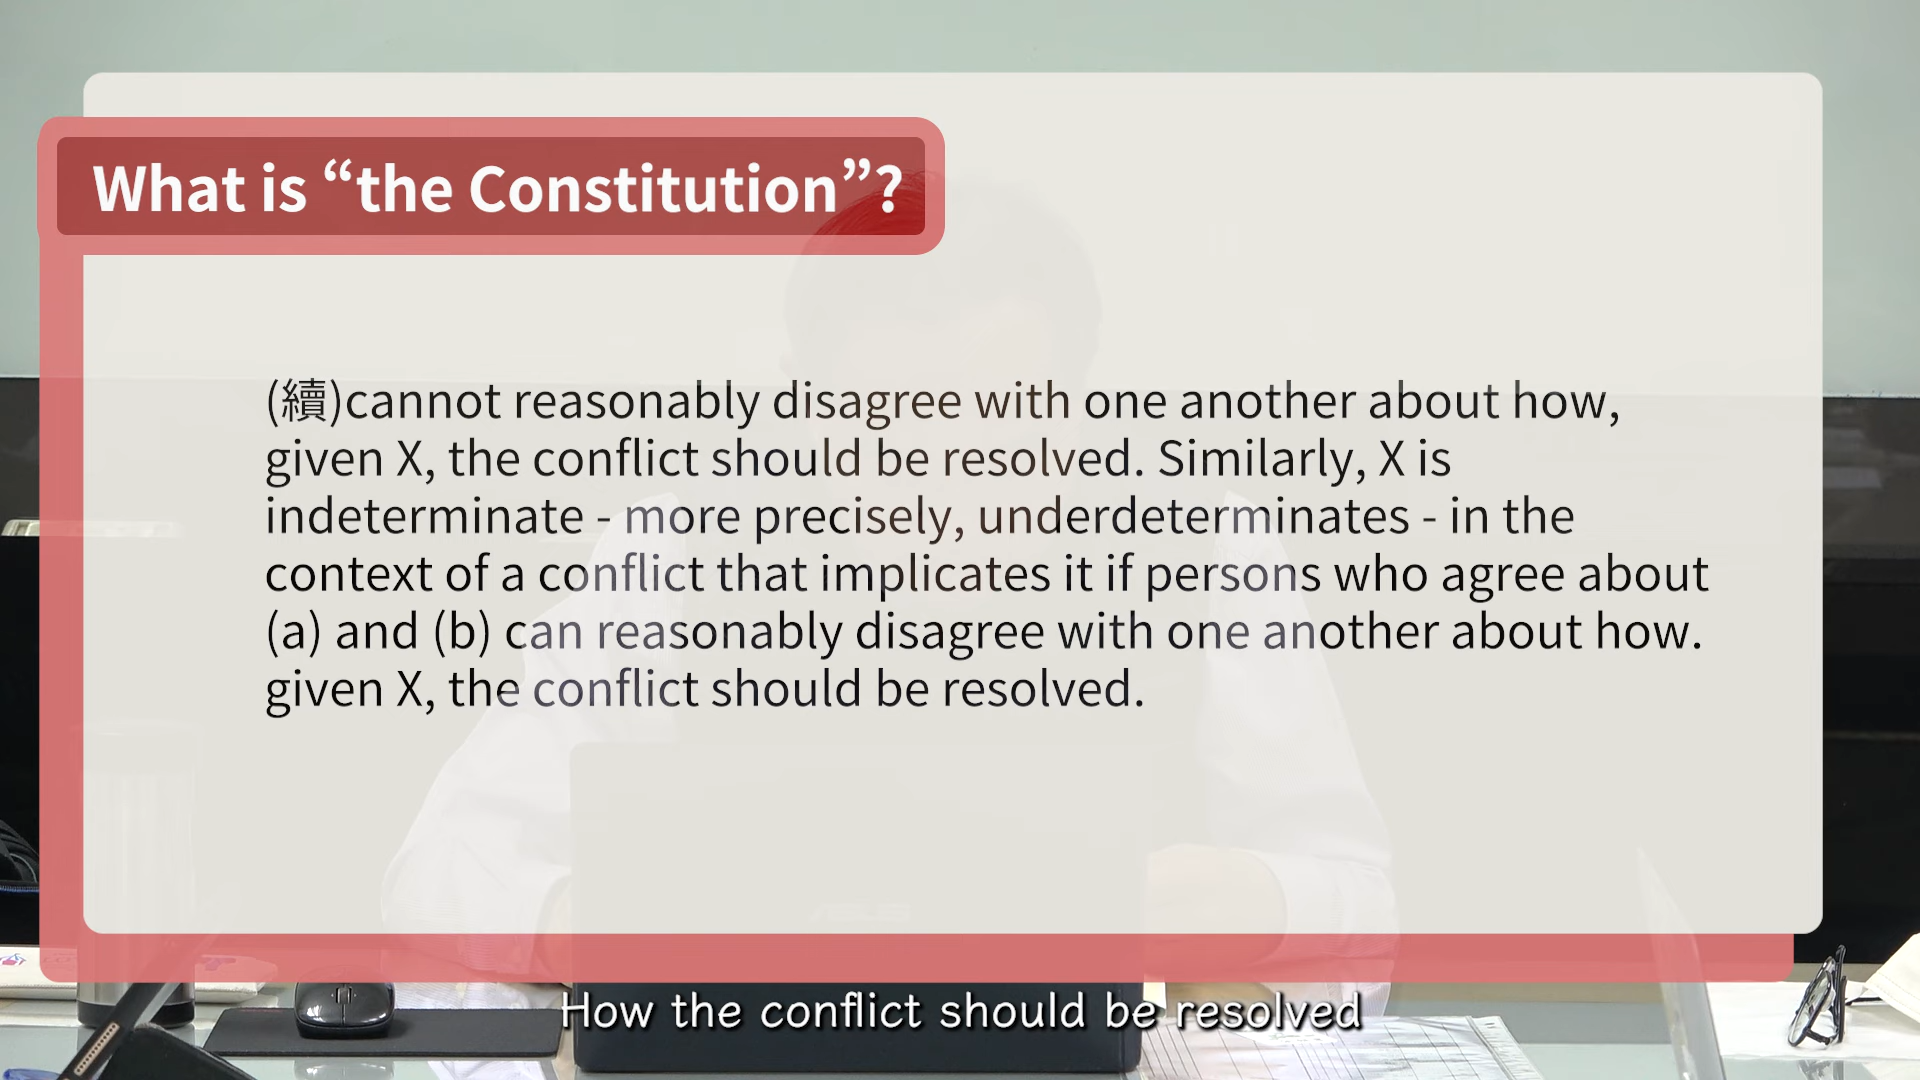 What is “the Constitution”?
(續)cannot reasonably disagree with one another about how,
given X, the conflict should be resolved. Similarly, X is
indeterminate - more precisely, underdeterminates - in the
context of a conflict that implicates it if persons who agree about
(a) and (b) can reasonably disagree with one another about how.
given X, the conflict should be resolved.
How the conflict should be resolved